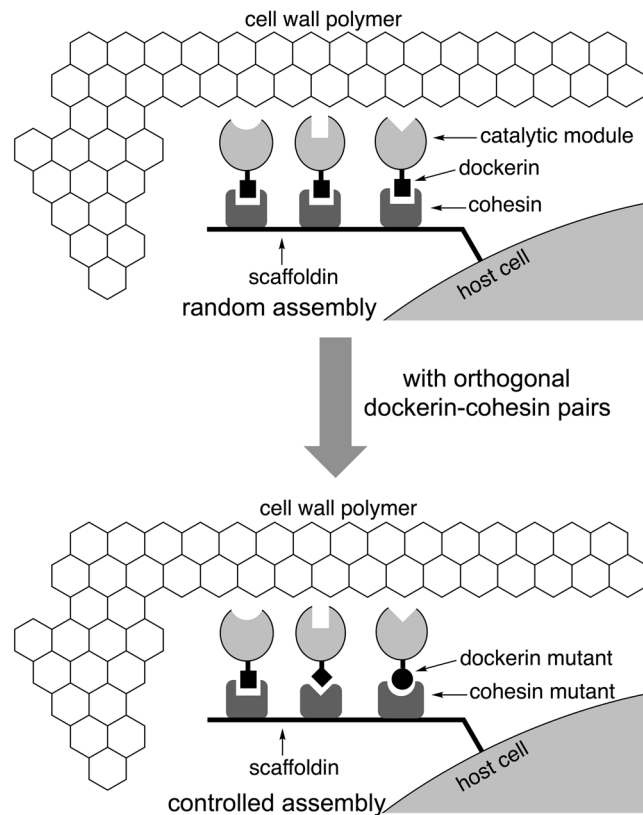 cell wall polymer
catalytic module
dockerin
cohesin
scaffoldin
host cell
random assembly
with orthogonal
dockerin-cohesin pairs
cell wall polymer
dockerin mutant
cohesin mutant
scaffoldin
host cell
controlled assembly